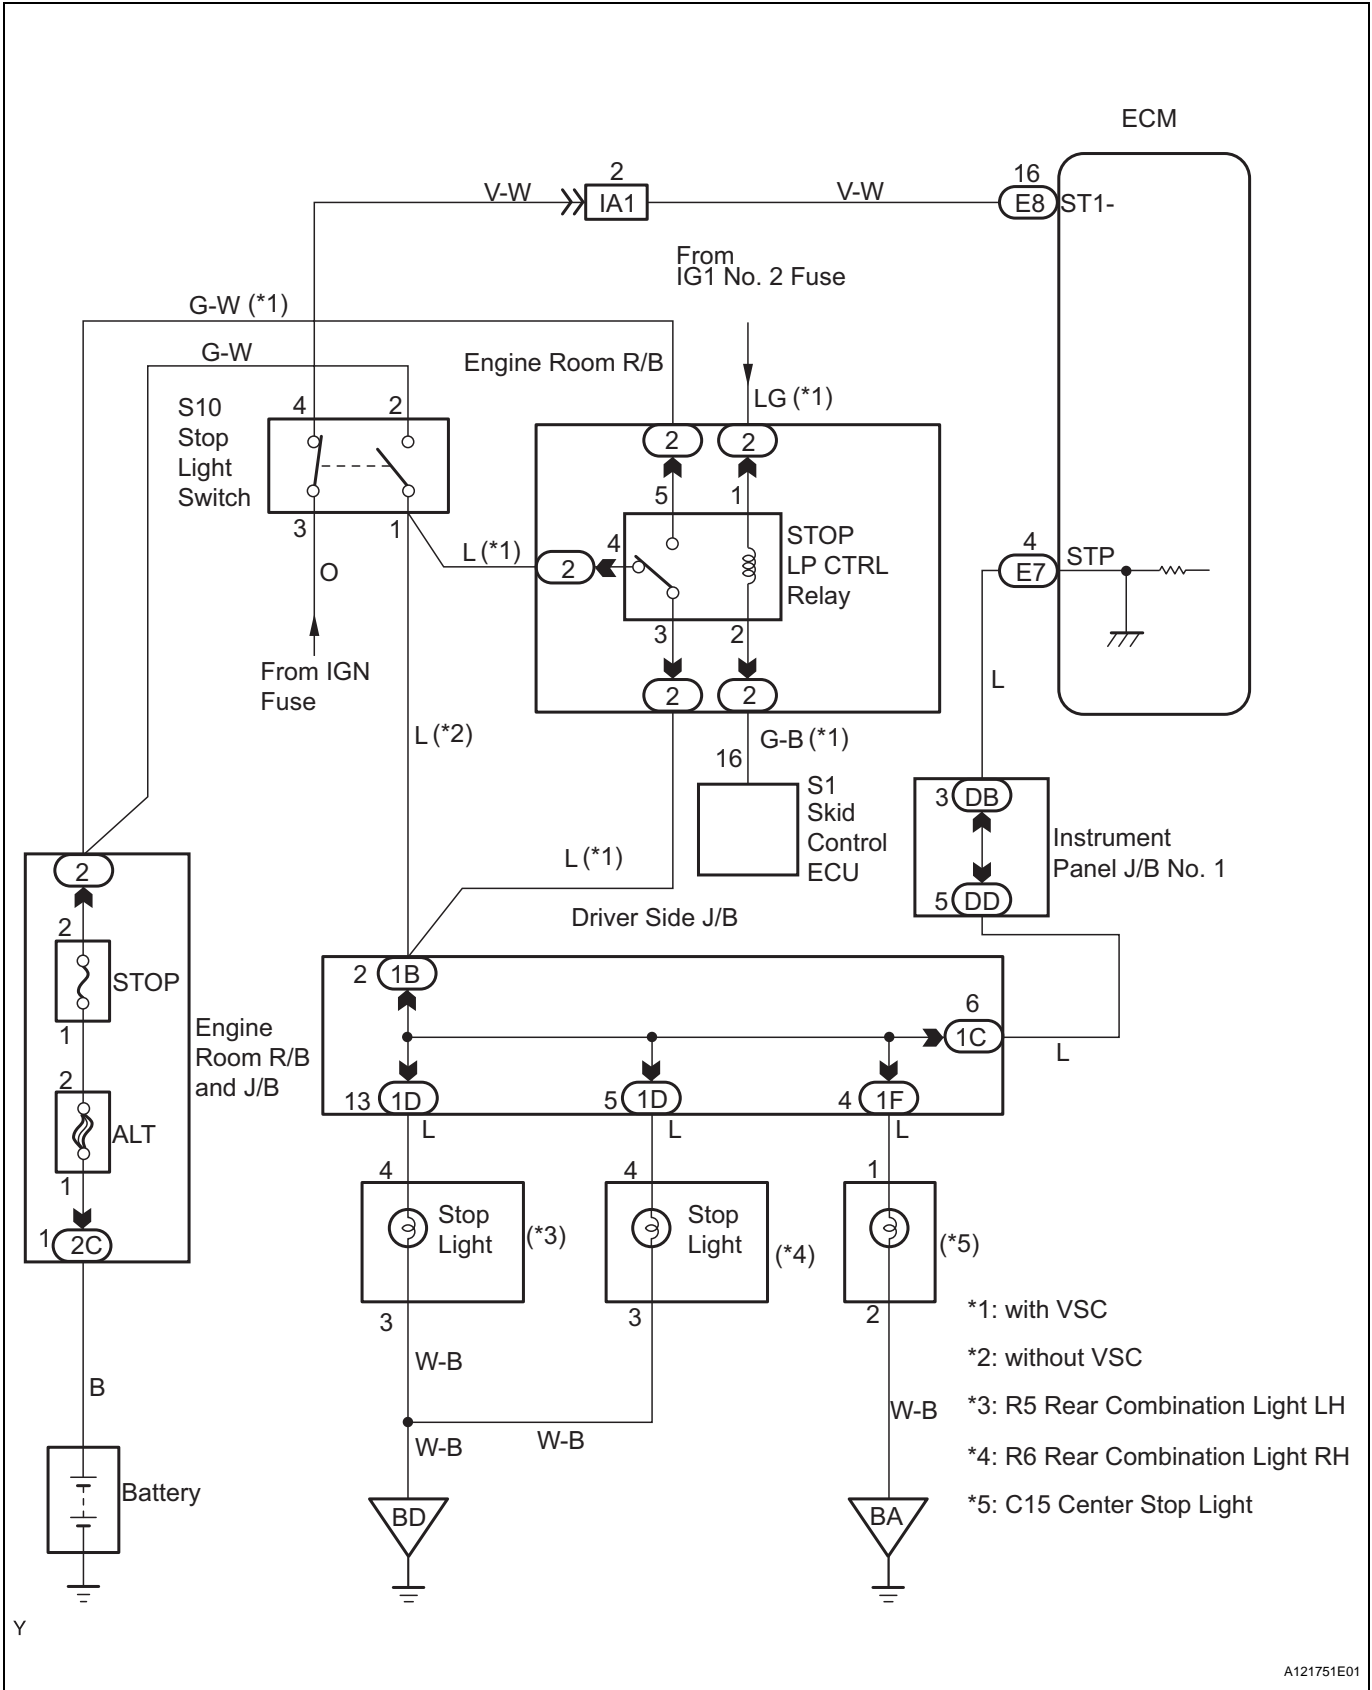 ECM
2
16
V-W
IA1
V-W
E8
ST1-
From
IG1 No. 2 Fuse
G-W (*1)
G-W
Engine Room R/B
LG (*1)
S10
Stop
Light
Switch
4
2
2
2
5
1
3
1
L (*1)
2
4
STOP
LP CTRL
Relay
4
E7
STP
O
3
2
From IGN
Fuse
2
2
L
L (*2)
G-B (*1)
16
S1
Skid
Control
ECU
3
DB
Instrument
Panel J/B No. 1
5
DD
L (*1)
2
Driver Side J/B
2
STOP
1
2
1B
6
1C
L
Engine
Room R/B
and J/B
2
ALT
1
13
1D
5
1D
4
1F
L
L
L
4
4
1
1
2C
Stop
Light
(*3)
Stop
Light
(*4)
(*5)
3
3
2
*1: with VSC
*2: without VSC
*3: R5 Rear Combination Light LH
*4: R6 Rear Combination Light RH
*5: C15 Center Stop Light
W-B
B
W-B
W-B
W-B
Battery
BD
BA
Y
A121751E01